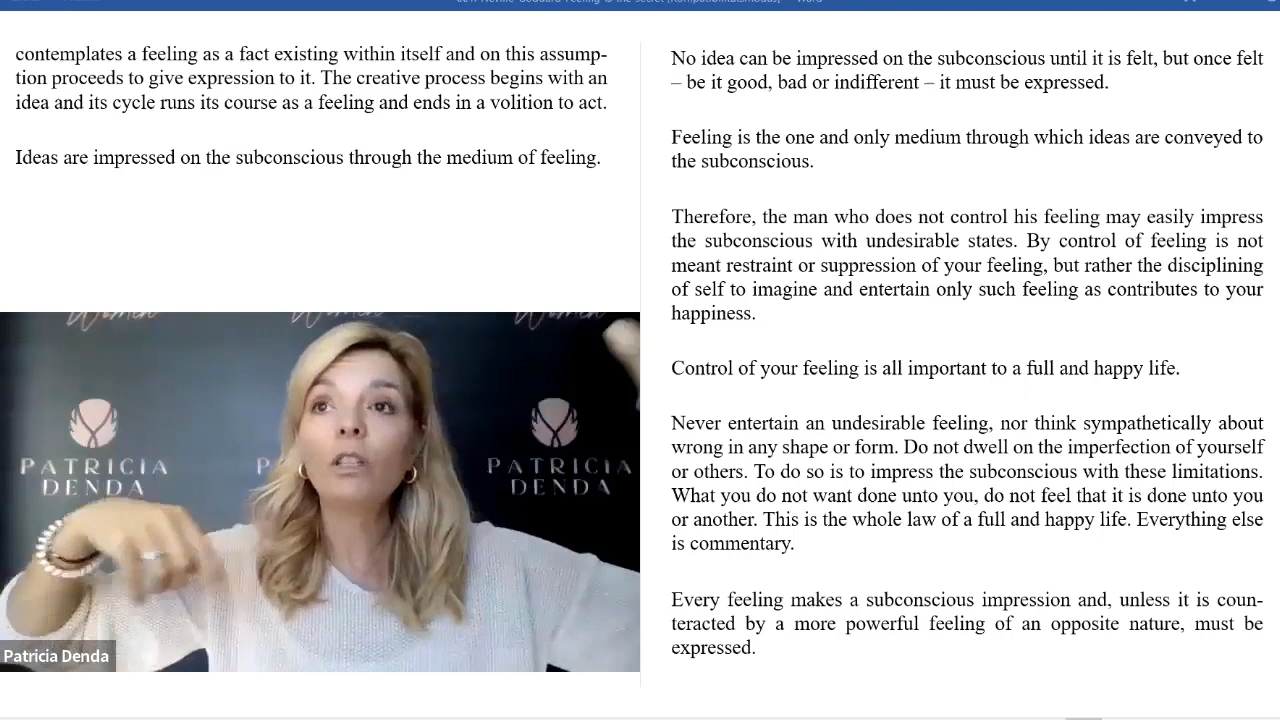 contemplates a feeling as a fact existing within itself and on this assump-
tion proceeds to give expression to it. The creative process begins with an
idea and its cycle runs its course as a feeling and ends in a volition to act.
Ideas are impressed on the subconscious through the medium of feeling.
No idea can be impressed on the subconscious until it is felt, but once felt
– be it good, bad or indifferent – it must be expressed.
Feeling is the one and only medium through which ideas are conveyed to
the subconscious.
Therefore, the man who does not control his feeling may easily impress
the subconscious with undesirable states. By control of feeling is not
meant restraint or suppression of your feeling, but rather the disciplining
of self to imagine and entertain only such feeling as contributes to your
happiness.
Control of your feeling is all important to a full and happy life.
Never entertain an undesirable feeling, nor think sympathetically about
wrong in any shape or form. Do not dwell on the imperfection of yourself
or others. To do so is to impress the subconscious with these limitations.
What you do not want done unto you, do not feel that it is done unto you
or another. This is the whole law of a full and happy life. Everything else
is commentary.
Every feeling makes a subconscious impression and, unless it is coun-
teracted by a more powerful feeling of an opposite nature, must be
expressed.
Women
Women
Women
PATRICIA
DENDA
P
PATRICIA
DENDA
Patricia Denda